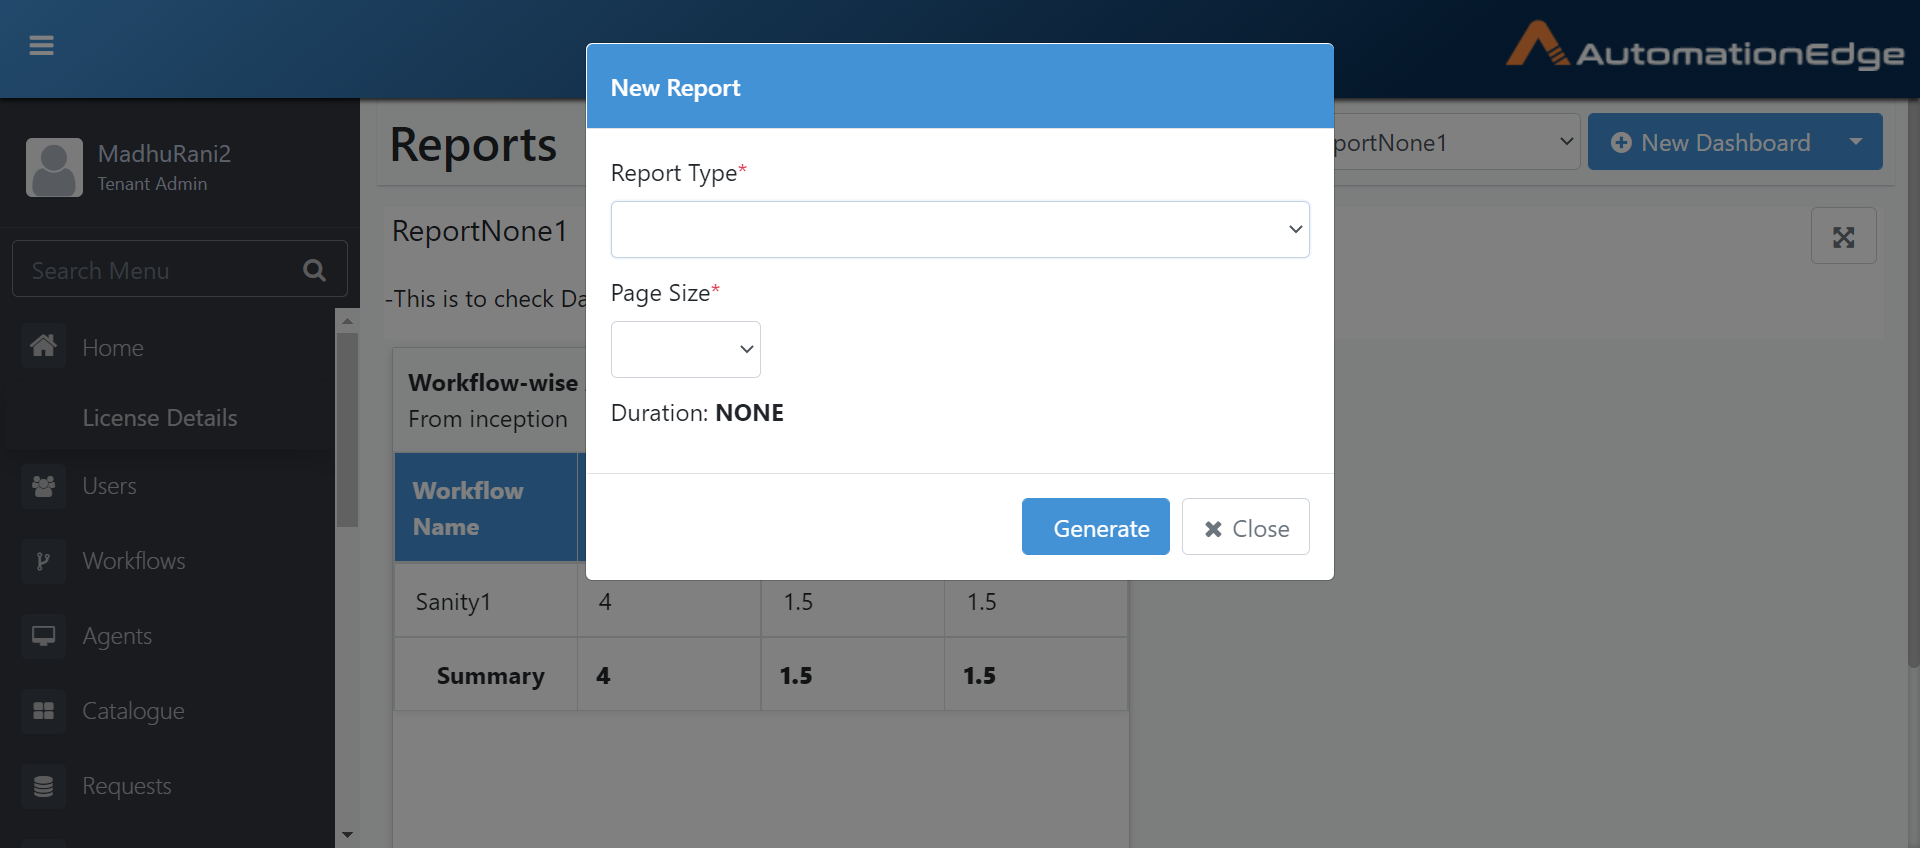 AutomationEdge
MadhuRani2
Tenant Admin
Search Menu
Home
License Details
Users
Workflows
Agents
Catalogue
Requests
Reports
New Dashboard
ReportNone1
-This is to check
Workflow-wise
From inception
Workflow
Name
Sanity1 4 1.5 1.5
Summary 4 1.5 1.5
New Report
Report Type*
Page Size*
Duration: NONE
Generate
Close